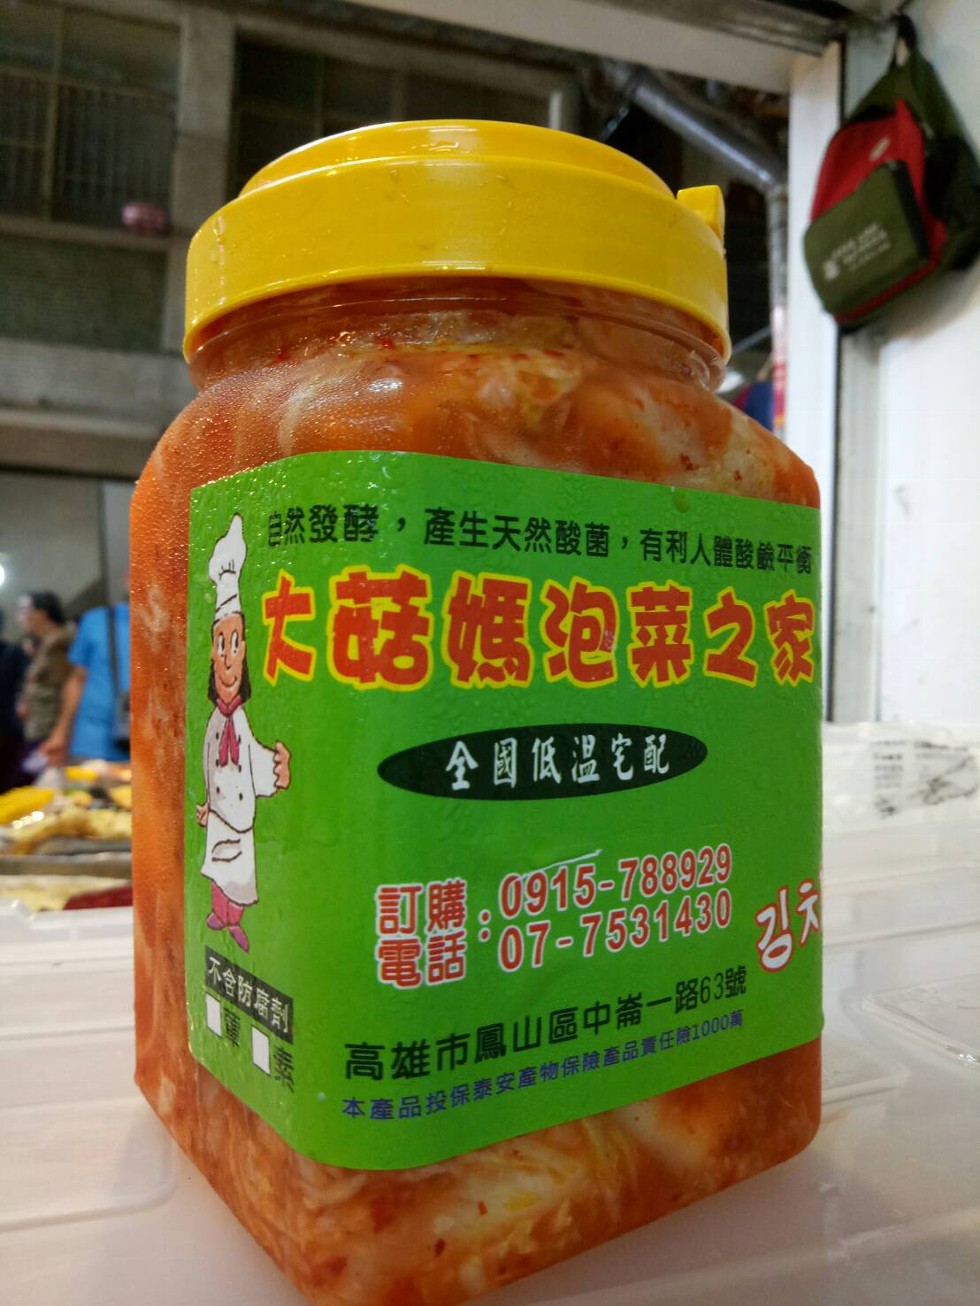 自然發酵，產生天然酸菌，有利人體酸鹼平衡
大菇媽泡菜之家
全國低溫宅配
訂購電話：0915-788929
07-7531430
김치
不含防腐劑
葷 素
高雄市鳳山區中崙一路63號
本產品投保泰安產物保險產品責任險1000萬